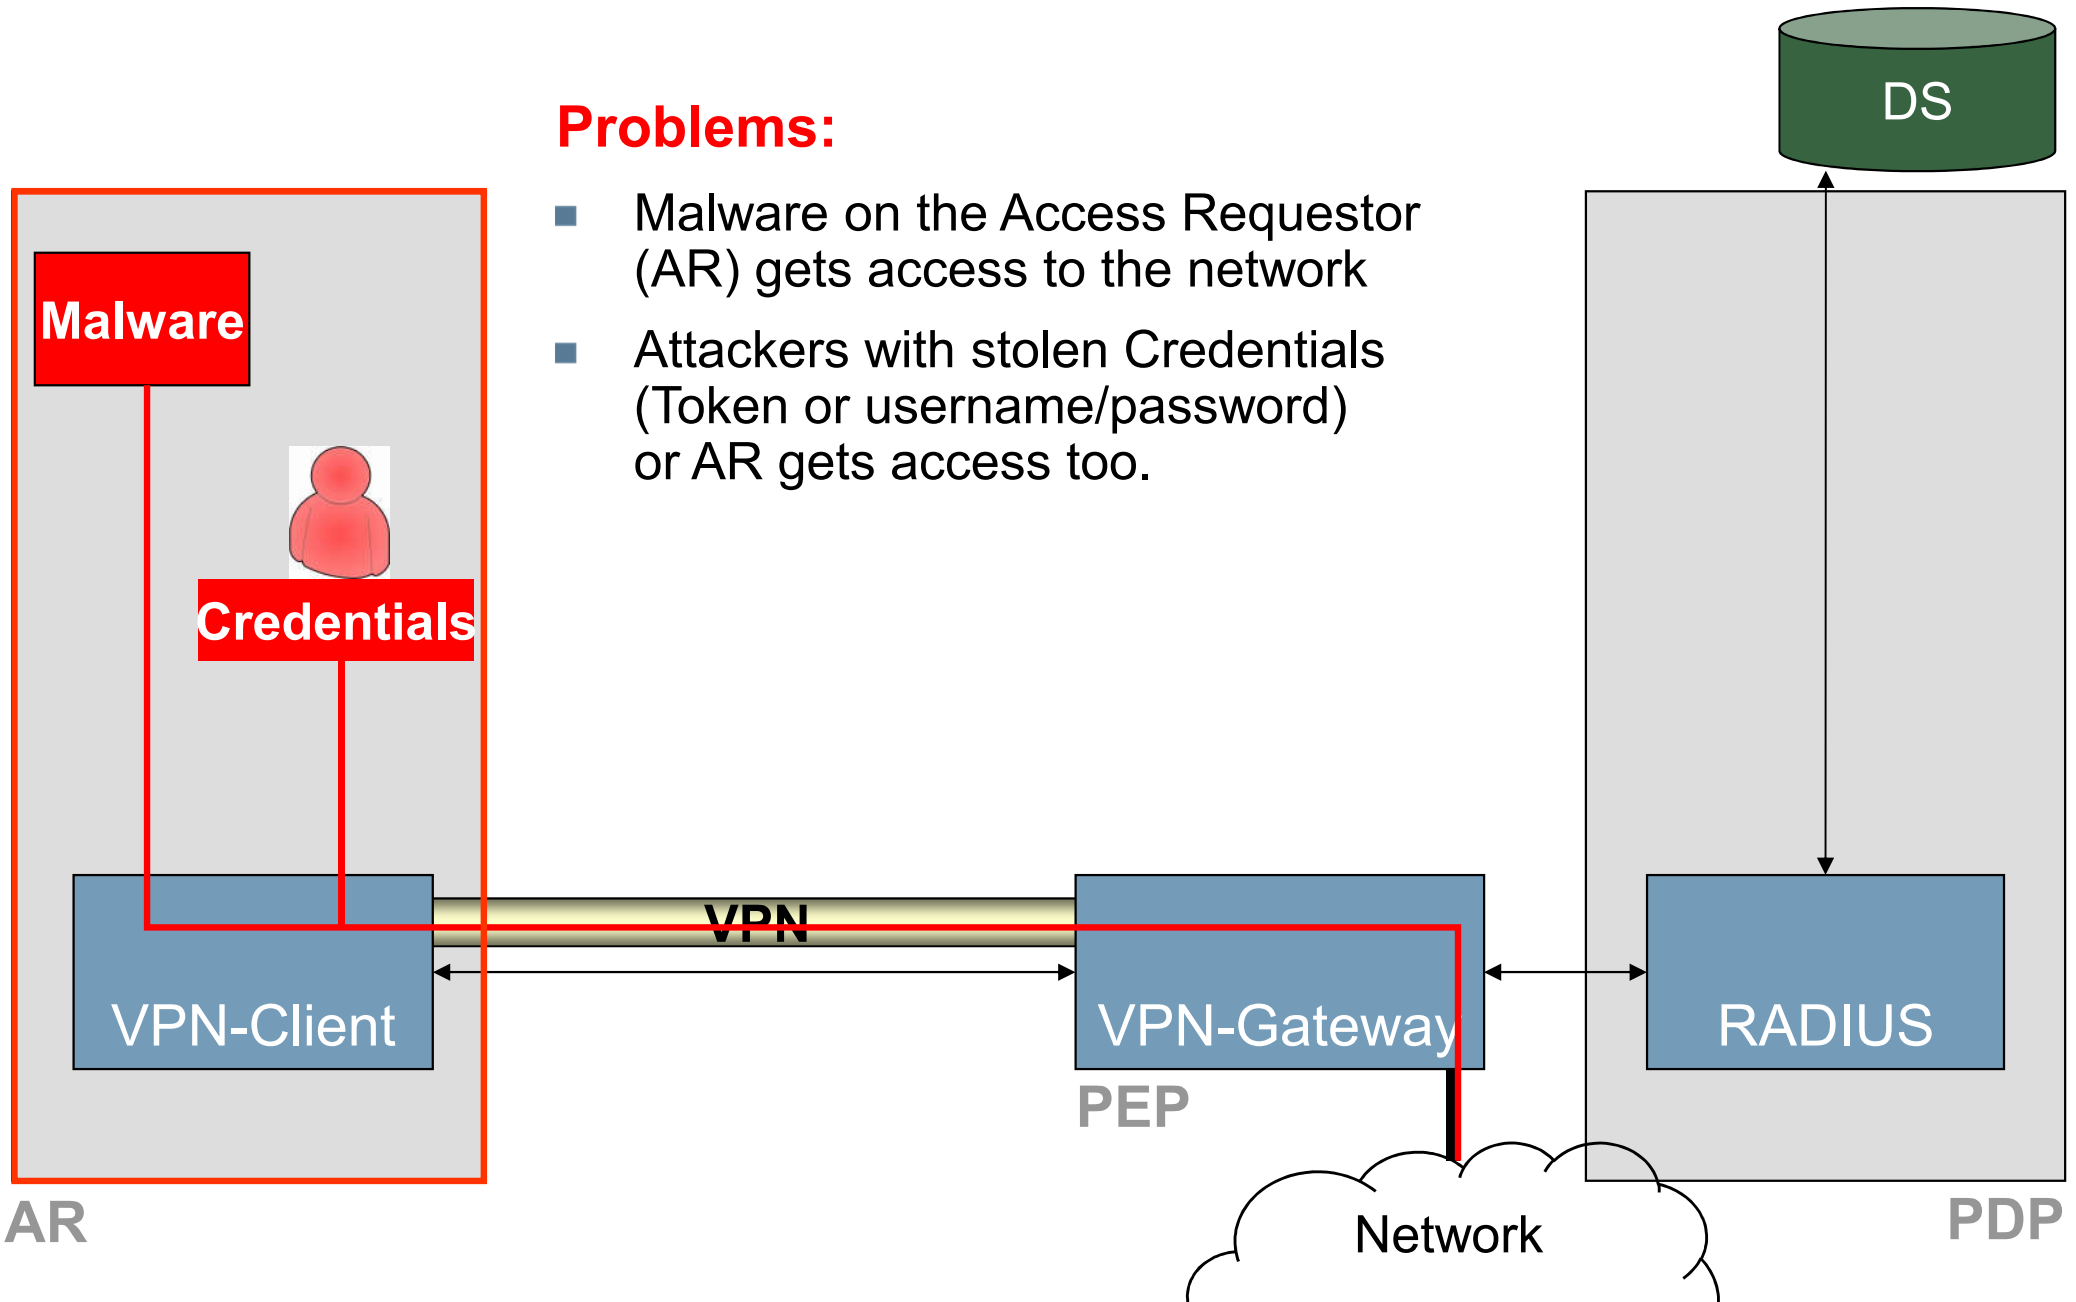 DS
Problems:
Malware on the Access Requestor
(AR) gets access to the network
Attackers with stolen Credentials
(Token or username/password)
or AR gets access too.
Malware
Credentials
VPN
VPN-Client
VPN-Gateway
RADIUS
PEP
AR
Network
PDP